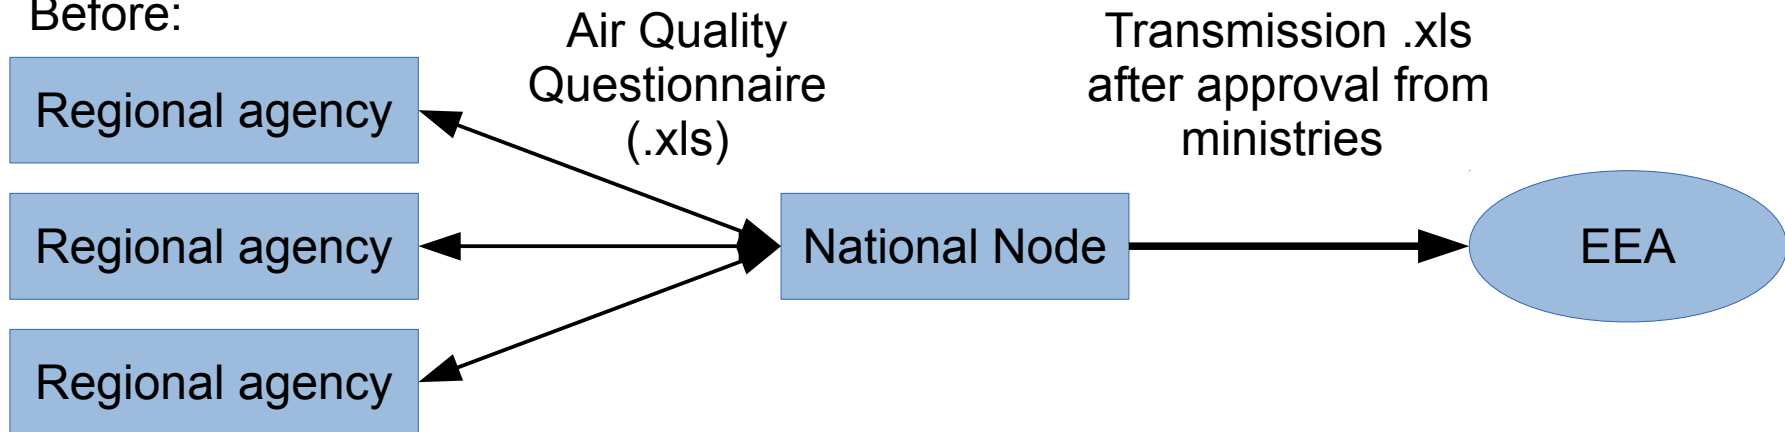 Before:
Air Quality
Questionnaire
(.xls)
Transmission .xls
after approval from
ministries
Regional agency
Regional agency
Regional agency
National Node
EEA